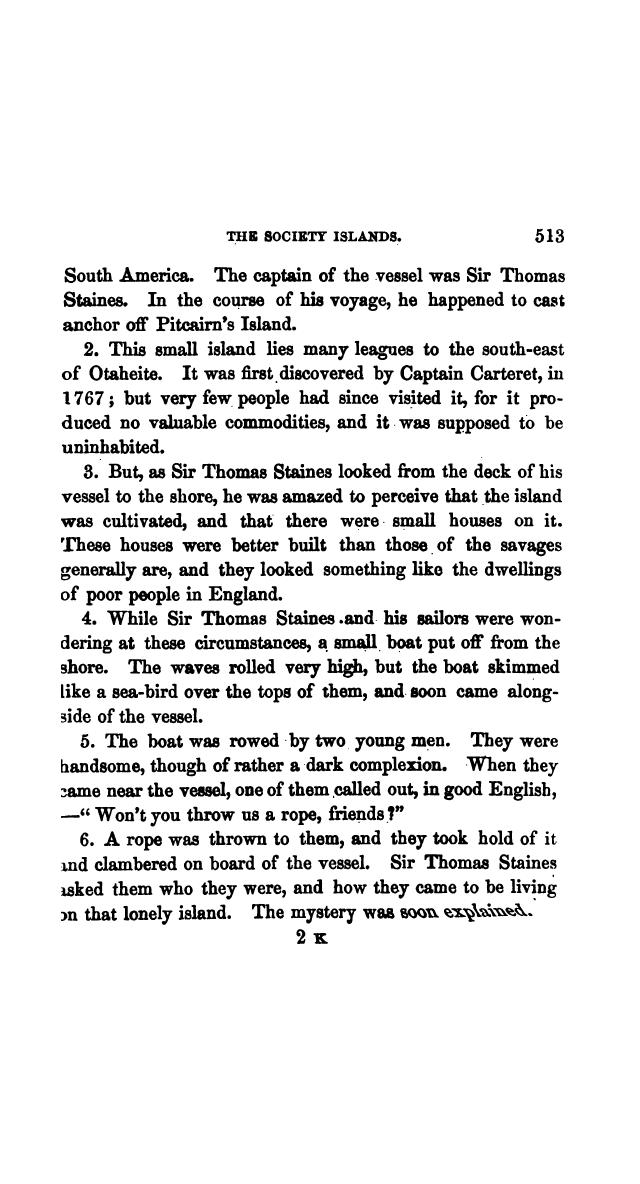 THE SOCIETY ISLANDS. 513
South America. The captain of the vessel was Sir Thomas
Staines. In the course of his voyage, he happened to cast
anchor off Pitcairn's Island.
2. This small island lies many leagues to the south-east
of Otaheite. It was first discovered by Captain Carteret, in
1767; but very few people had since visited it, for it pro-
duced no valuable commodities, and it was supposed to be
uninhabited.
3. But, as Sir Thomas Staines looked from the deck of his
vessel to the shore, he was amazed to perceive that the island
was cultivated, and that there were small houses on it.
These houses were better built than those of the savages
generally are, and they looked something like the dwellings
of poor people in England.
4. While Sir Thomas Staines and his sailors were won-
dering at these circumstances, a small boat put off from the
shore. The waves rolled very high, but the boat skimmed
like a sea-bird over the tops of them, and soon came along-
side of the vessel.
5. The boat was rowed by two young men. They were
handsome, though of rather a dark complexion. When they
came near the vessel, one of them called out, in good English,
—“ Won't you throw us a rope, friends?”
6. A rope was thrown to them, and they took hold of it
and clambered on board of the vessel. Sir Thomas Staines
asked them who they were, and how they came to be living
on that lonely island. The mystery was soon explained.
2 K